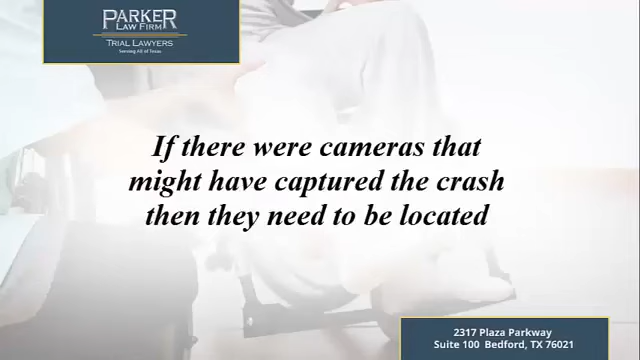 PARKER
LAW FIRM
TRIAL LAWYERS
Serving All of Texas
If there were cameras that
might have captured the crash
then they need to be located
2317 Plaza Parkway
Suite 100 Bedford, TX 76021